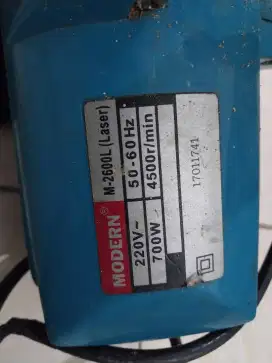 MODERN M-2600L (Laser)
220V~ 50-60Hz
700W 4500r/min
17011741